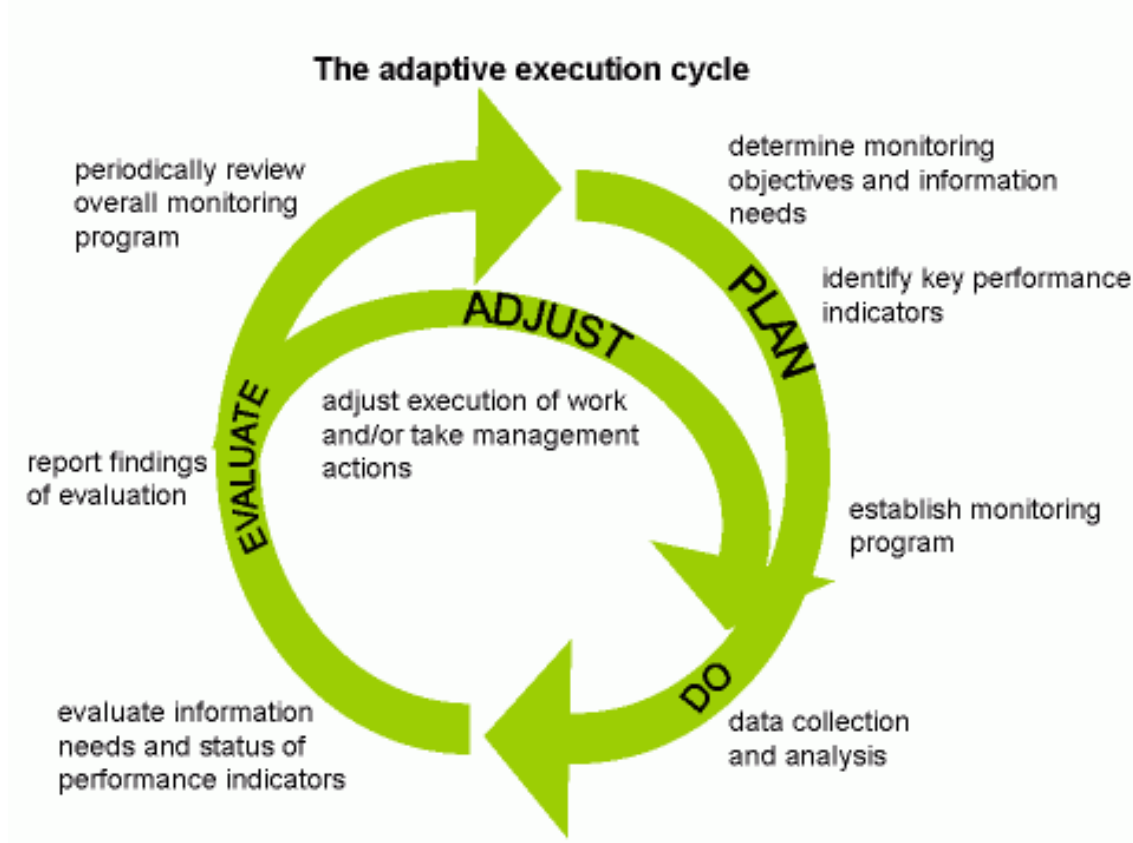 The adaptive execution cycle
periodically review
overall monitoring
program
determine monitoring
objectives and information
needs
PLAN
identify key performance
indicators
ADJUST
adjust execution of work
and/or take management
actions
EVALUATE
report findings
of evaluation
establish monitoring
program
DO
data collection
and analysis
evaluate information
needs and status of
performance indicators